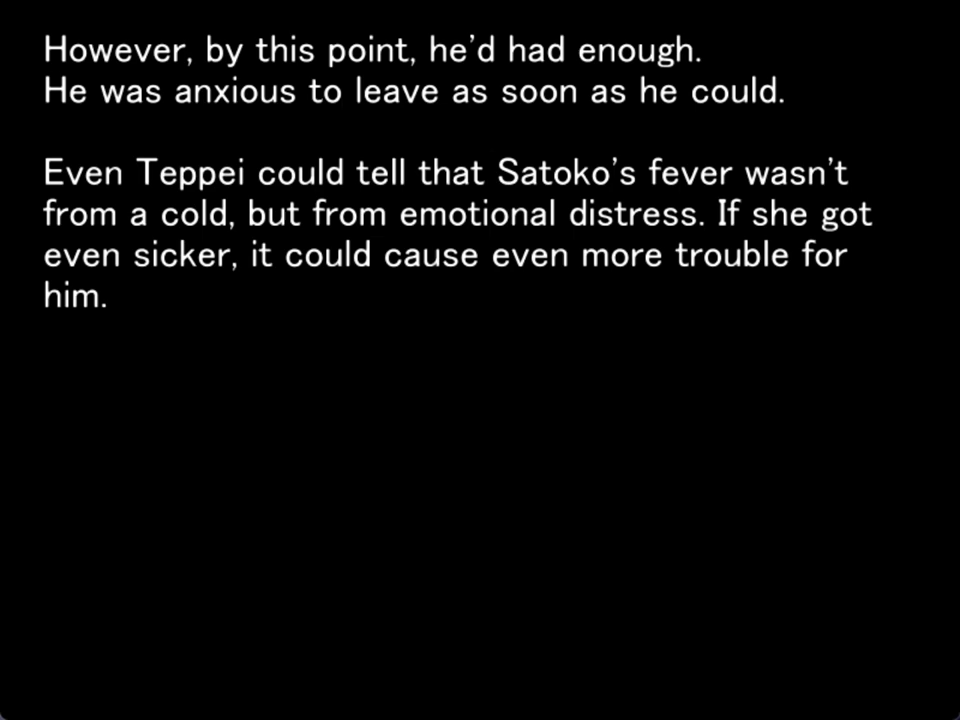 However, by this point, he’d had enough.
He was anxious to leave as soon as he could.
Even Teppei could tell that Satoko’s fever wasn’t
from a cold, but from emotional distress. If she got
even sicker, it could cause even more trouble for
him.